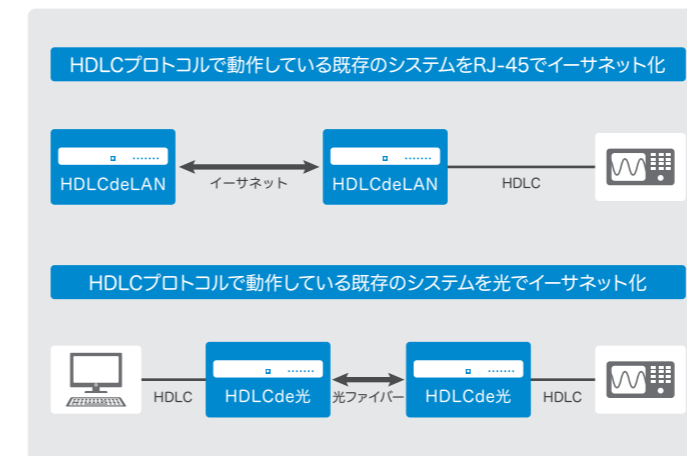 HDLCプロトコルで動作している既存のシステムをRJ-45でイーサネット化
HDLCdeLAN
イーサネット
HDLCdeLAN
HDLC
HDLCプロトコルで動作している既存のシステムを光でイーサネット化
HDLC
HDLCde光
光ファイバー
HDLCde光
HDLC